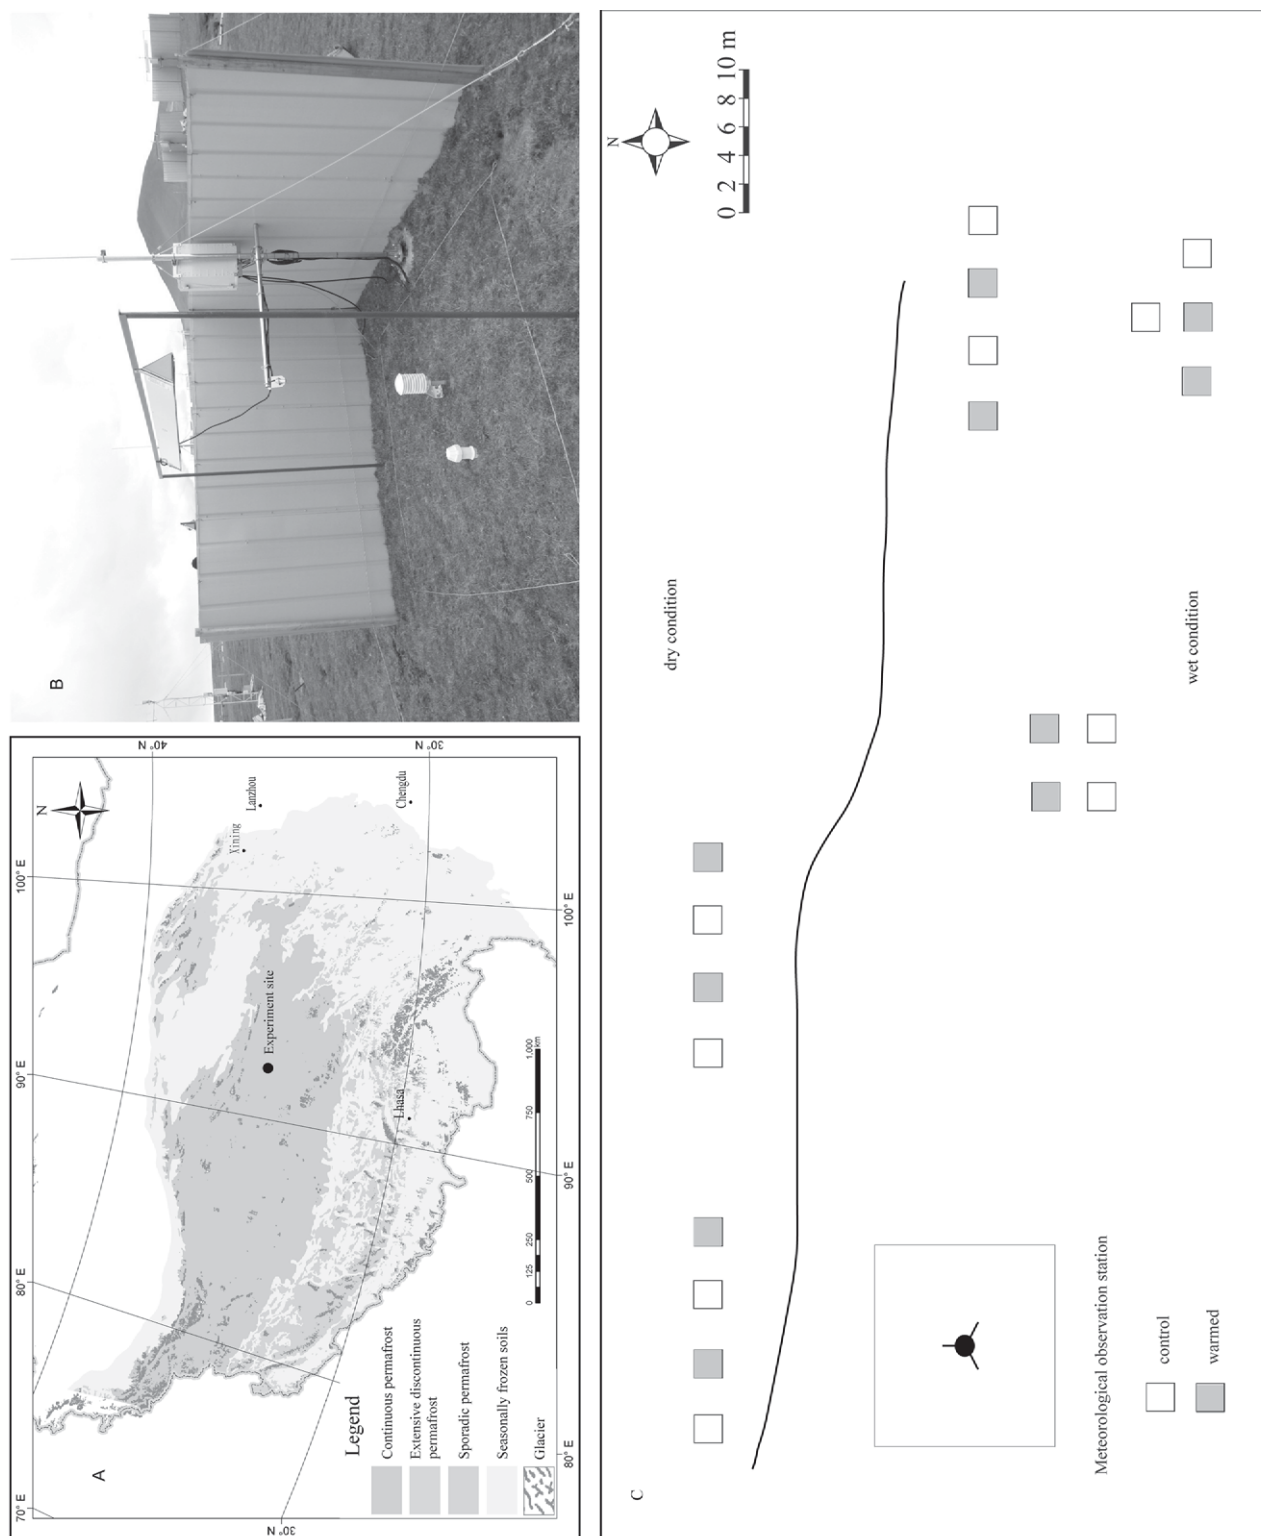 A
70° E
80° E
90° E
100° E
40° N
30° N
30° N
80° E
90° E
100° E
N
Xining
Lanzhou
Chengdu
Experiment site
Lhasa
Legend
Continuous permafrost
Extensive discontinuous
permafrost
Sporadic permafrost
Seasonally frozen soils
Glacier
0 125 250 500 750 1,000
km
B
C
N
0 2 4 6 8 10 m
dry condition
wet condition
Meteorological observation station
control
warmed